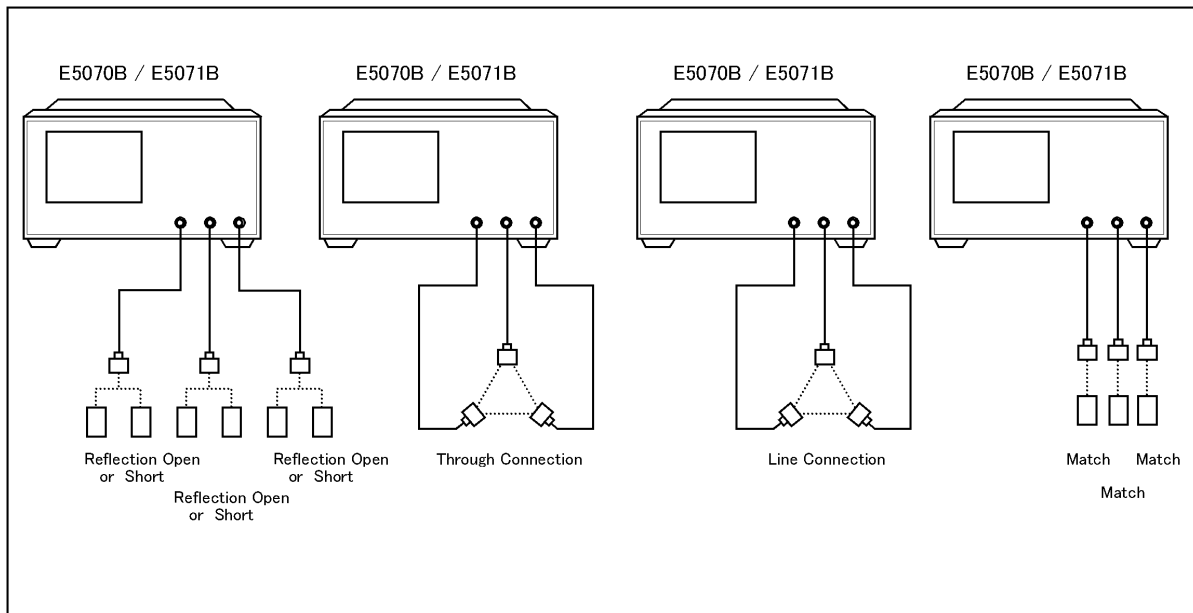 E5070B / E5071B
E5070B / E5071B
E5070B / E5071B
E5070B / E5071B
Reflection Open
or Short
Reflection Open
or Short
Reflection Open
or Short
Through Connection
Line Connection
Match
Match
Match